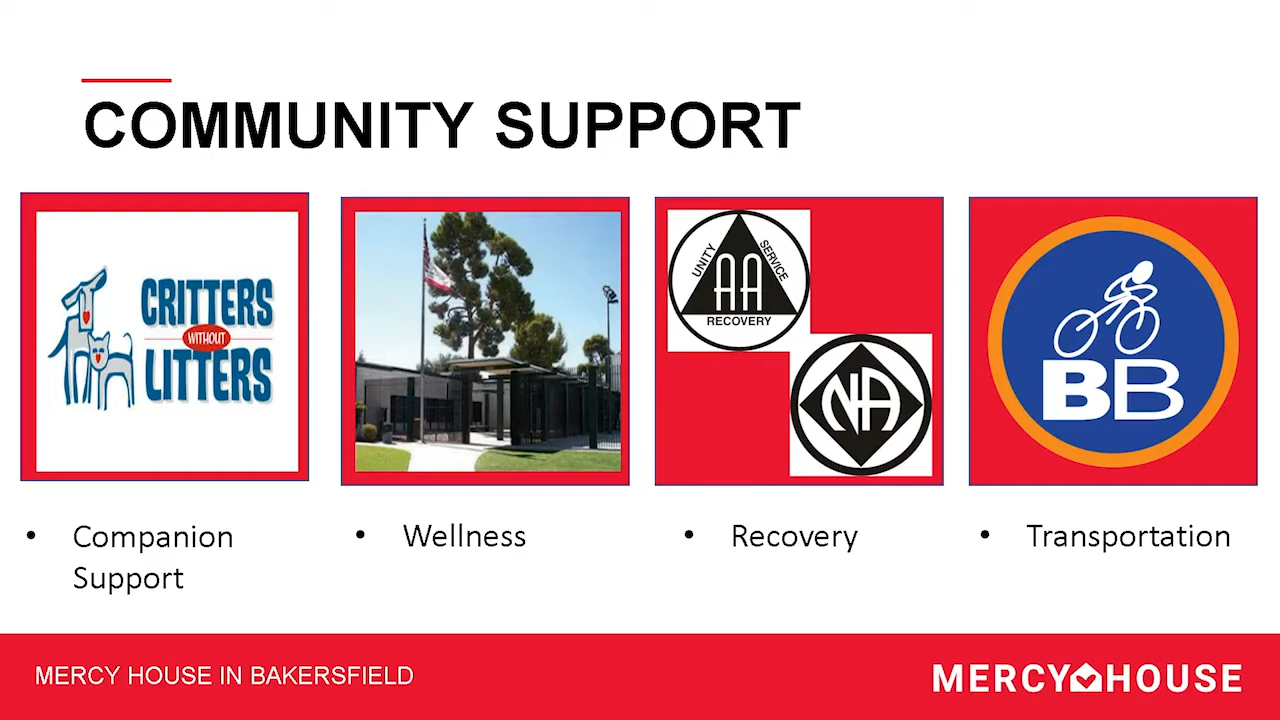 COMMUNITY SUPPORT
CRITTERS
WITHOUT
LITTERS
UNITY
SERVICE
AA
RECOVERY
NA
BB
• Companion
Support
• Wellness
• Recovery
• Transportation
MERCY HOUSE IN BAKERSFIELD
MERCY HOUSE